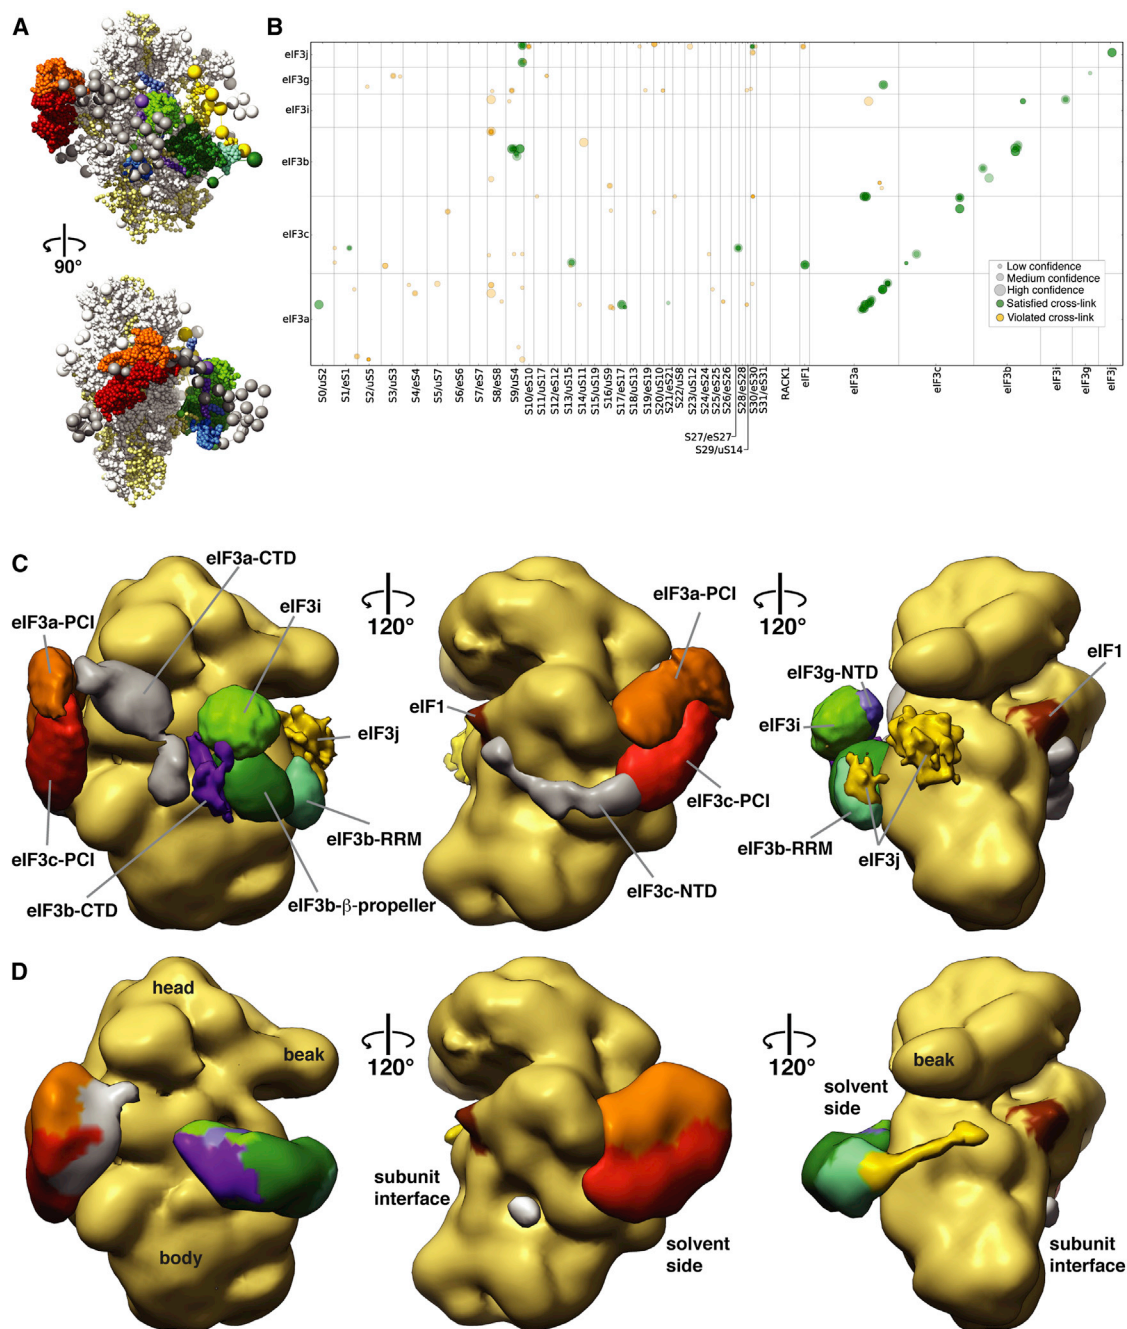 A
90°
B
eIF3j
eIF3g
eIF3i
eIF3b
eIF3c
eIF3a
Low confidence
Medium confidence
High confidence
Satisfied cross-link
Violated cross-link
S0/uS2
S1/eS1
S2/uS5
S3/uS3
S4/eS4
S5/uS7
S6/eS6
S7/eS7
S8/eS8
S9/uS4
S10/eS10
S11/uS17
S12/eS12
S13/uS15
S14/uS11
S15/uS19
S16/uS9
S17/eS17
S18/uS13
S19/eS19
S20/uS10
S21/eS21
S22/uS8
S23/uS12
S24/eS24
S25/eS25
S26/eS26
S27/eS27
S28/eS28
S29/uS14
S30/eS30
S31/eS31
RACK1
eIF1
eIF3a
eIF3c
eIF3b
eIF3i
eIF3g
eIF3j
C
eIF3a-CTD
eIF3a-PCI
eIF3i
eIF3j
eIF3c-PCI
eIF3b-RRM
eIF3b-CTD
eIF3b-β-propeller
120°
eIF3a-PCI
eIF1
eIF3c-PCI
eIF3c-NTD
120°
eIF3g-NTD
eIF1
eIF3i
eIF3b-RRM
eIF3j
D
head
beak
body
120°
subunit
interface
solvent
side
120°
beak
solvent
side
subunit
interface